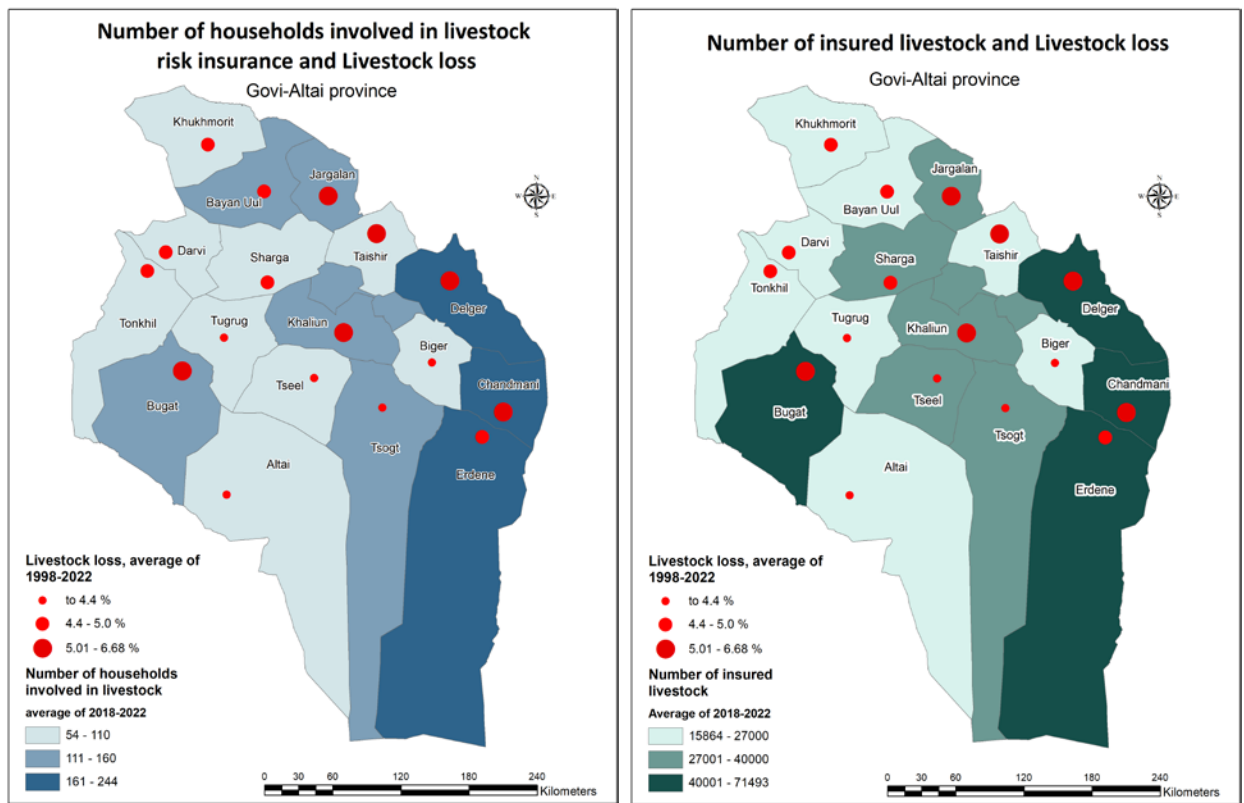 Number of households involved in livestock
risk insurance and Livestock loss
Govi-Altai province
Khukhmorit
Jargalan
Bayan Uul
N
W
E
S
Darvi
Sharga
Taishir
Tonkhil
Tugrug
Khaliun
Delger
Biger
Tseel
Chandmani
Bugat
Tsogt
Altai
Erdene
Livestock loss, average of
1998-2022
to 4.4 %
4.4 - 5.0 %
5.01 - 6.68 %
Number of households
involved in livestock
average of 2018-2022
54 - 110
111 - 160
161 - 244
0 30 60 120 180 240
Kilometers
Number of insured livestock and Livestock loss
Govi-Altai province
Khukhmorit
Jargalan
Bayan Uul
N
W
E
S
Darvi
Sharga
Taishir
Tonkhil
Tugrug
Khaliun
Delger
Biger
Tseel
Chandmani
Bugat
Tsogt
Altai
Erdene
Livestock loss, average of
1998-2022
to 4.4 %
4.4 - 5.0 %
5.01 - 6.68 %
Number of insured
livestock
Average of 2018-2022
15864 - 27000
27001 - 40000
40001 - 71493
0 30 60 120 180 240
Kilometers